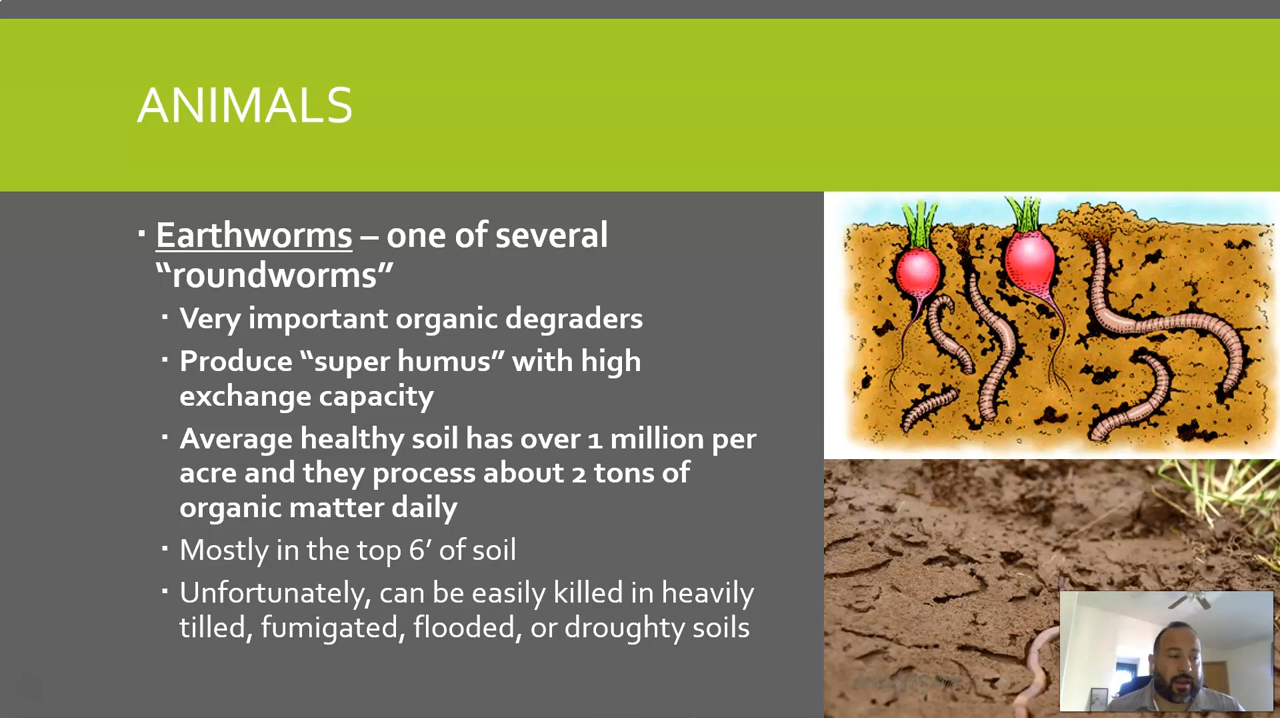 ANIMALS
▪ Earthworms – one of several
“roundworms”
▪ Very important organic degraders
▪ Produce “super humus” with high
exchange capacity
▪ Average healthy soil has over 1 million per
acre and they process about 2 tons of
organic matter daily
▪ Mostly in the top 6’ of soil
▪ Unfortunately, can be easily killed in heavily
tilled, fumigated, flooded, or droughty soils